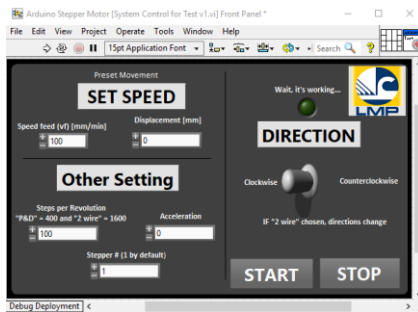 Arduino Stepper Motor [System Control for Test v1.vi] Front Panel *
File Edit View Project Operate Tools Window Help
15pt Application Font
Search
Preset Movement
SET SPEED
Speed feed (vf) [mm/min]
100
Displacement [mm]
0
Other Setting
Steps per Revolution
"P&D" = 400 and "2 wire" = 1600
100
Acceleration
0
Stepper # (1 by default)
1
Wait, it's working...
LMP
DIRECTION
Clockwise
Counterclockwise
IF "2 wire" chosen, directions change
START
STOP
Debug Deployment